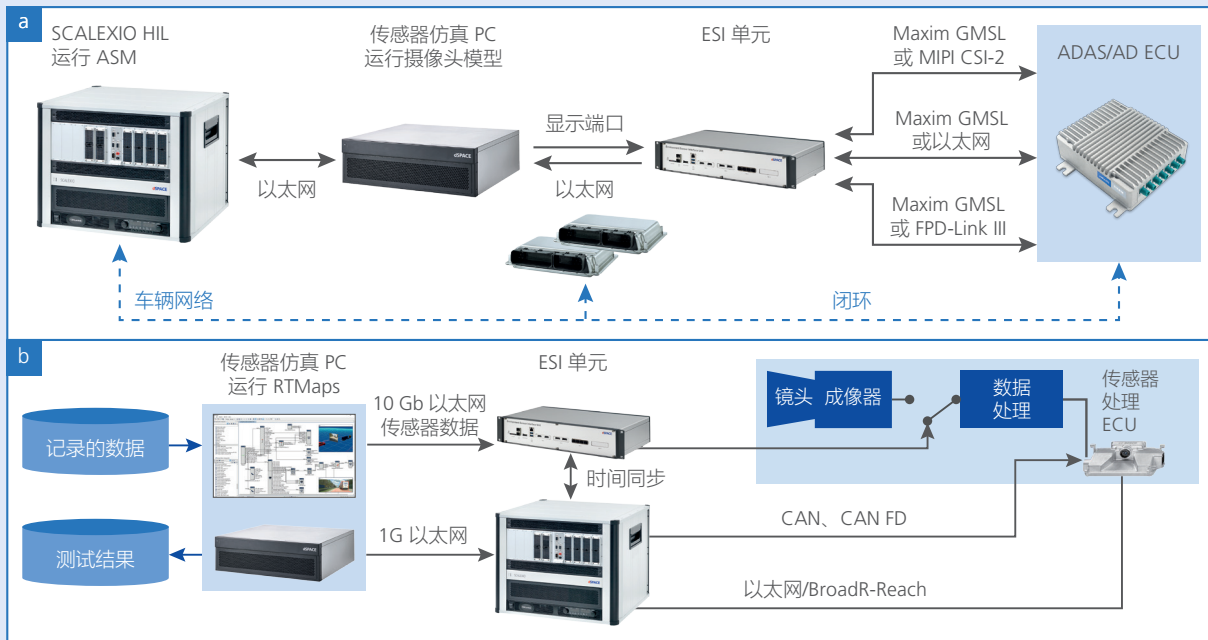 a
SCALEXIO HIL
运行 ASM
传感器仿真 PC
运行摄像头模型
ESI 单元
Maxim GMSL
或 MIPI CSI-2
ADAS/AD ECU
以太网
dSPACE
dSPACE
显示端口
以太网
Maxim GMSL
或以太网
Maxim GMSL
或 FPD-Link III
车辆网络
闭环
b
传感器仿真 PC
运行 RTMaps
ESI 单元
记录的数据
10 Gb 以太网
传感器数据
镜头
成像器
数据
处理
传感器
处理
ECU
时间同步
测试结果
dSPACE
1G 以太网
CAN、CAN FD
以太网/BroadR-Reach